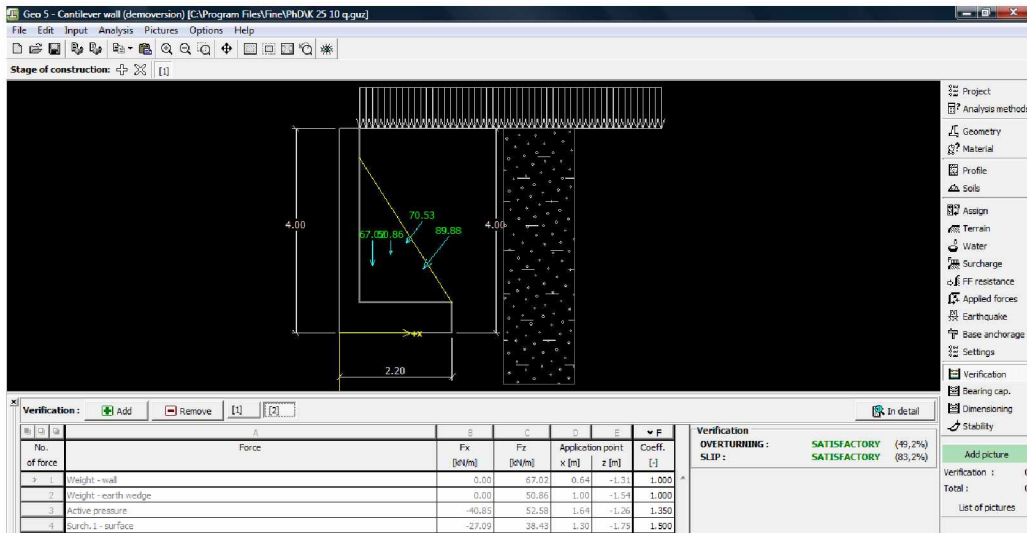 Geo 5 - Cantilever wall (demoversion) [C:\Program Files\Fine\PhD\K 25 10 q.guz]
File Edit Input Analysis Pictures Options Help
Stage of construction: [1]
Project
Analysis methods
Geometry
Material
Profile
Soils
Assign
Terrain
Water
Surcharge
FF resistance
Applied forces
Earthquake
Base anchorage
Settings
Verification
Bearing cap.
Dimensioning
Stability
Add picture
Verification : 0
Total : 0
List of pictures
4.00
70.53
67.02 50.86
89.88
4.00
+x
2.20
Verification : Add Remove [1] [2] In detail
A B C D E F
No. of force Force Fx [kN/m] Fz [kN/m] Application point x [m] z [m] Coeff. [-]
1 Weight - wall 0.00 67.02 0.64 -1.31 1.000
2 Weight - earth wedge 0.00 50.86 1.00 -1.54 1.000
3 Active pressure -40.85 52.58 1.64 -1.26 1.350
4 Surch.1 - surface -27.09 38.43 1.30 -1.75 1.500
Verification
OVERTURNING : SATISFACTORY (49,2%)
SLIP : SATISFACTORY (83,2%)